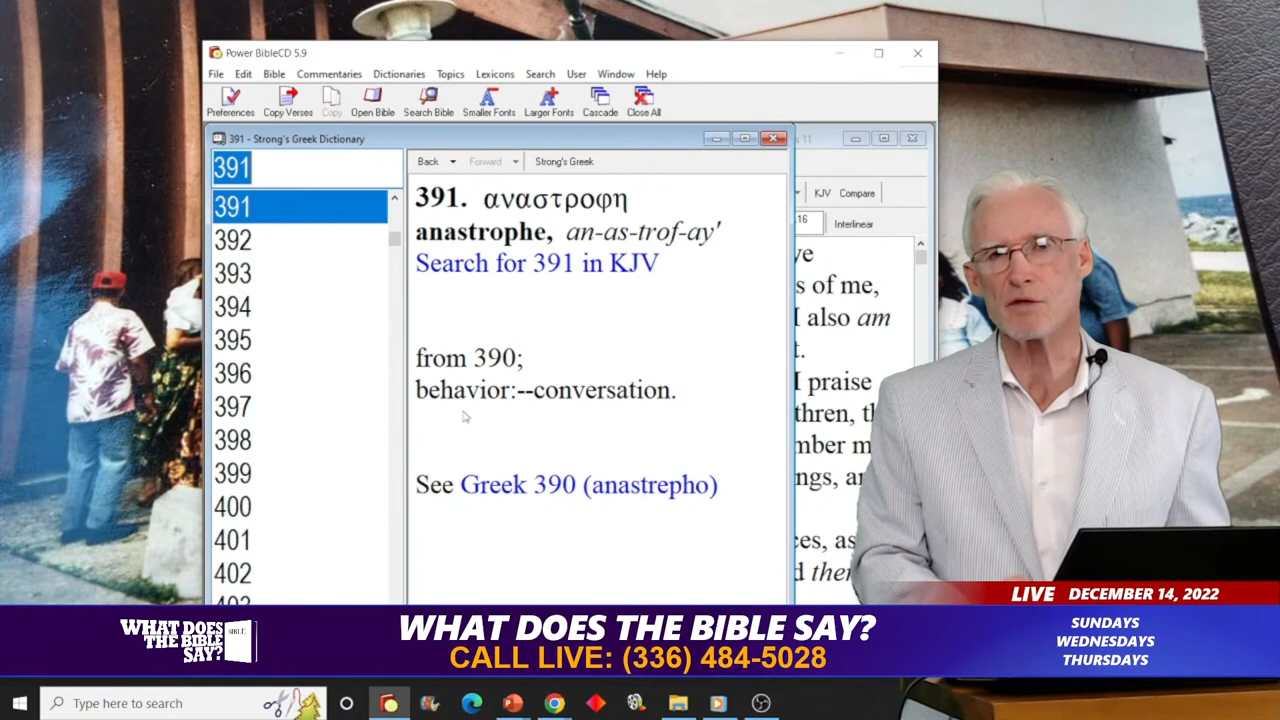 Power BibleCD 5.9
File Edit Bible Commentaries Dictionaries Topics Lexicons Search User Window Help
Preferences Copy Verses Copy Open Bible Search Bible Smaller Fonts Larger Fonts Cascade Close All
391 - Strong's Greek Dictionary
391
Back Forward Strong's Greek
KJV Compare
Interlinear
391
392
393
394
395
396
397
398
399
400
401
402
391. αναστροφη
anastrophe, an-as-trof-ay'
Search for 391 in KJV
from 390;
behavior:--conversation.
See Greek 390 (anastrepho)
s of me,
I also am
I praise
LIVE DECEMBER 14, 2022
WHAT DOES THE BIBLE SAY?
BIBLE
WHAT DOES THE BIBLE SAY?
CALL LIVE: (336) 484-5028
SUNDAYS
WEDNESDAYS
THURSDAYS
Type here to search